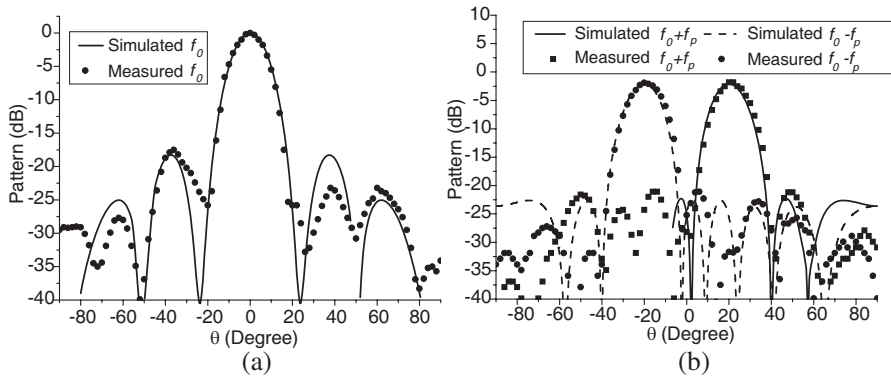 0
-5
-10
-15
-20
-25
-30
-35
-40
Pattern (dB)
Simulated f0
Measured f0
-80 -60 -40 -20 0 20 40 60 80
θ (Degree)
(a)
10
5
0
-5
-10
-15
-20
-25
-30
-35
-40
Pattern (dB)
Simulated f0+fp Simulated f0-fp
Measured f0+fp Measured f0-fp
-80 -60 -40 -20 0 20 40 60 80
θ (Degree)
(b)